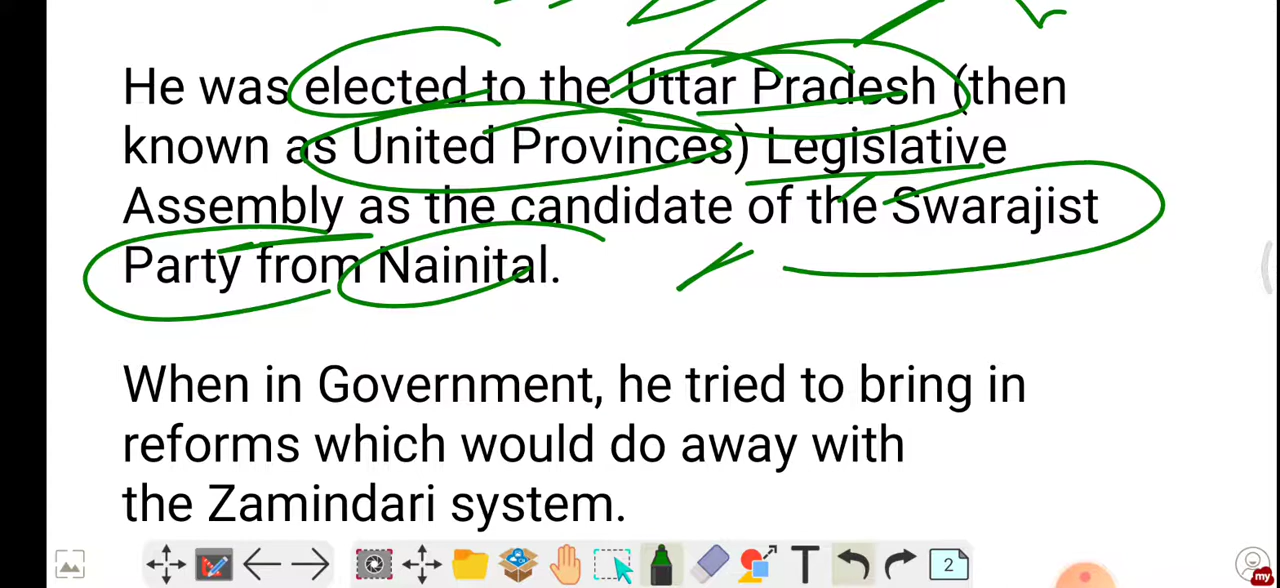 He was elected to the Uttar Pradesh (then
known as United Provinces) Legislative
Assembly as the candidate of the Swarajist
Party from Nainital.
When in Government, he tried to bring in
reforms which would do away with
the Zamindari system.
T
2
my